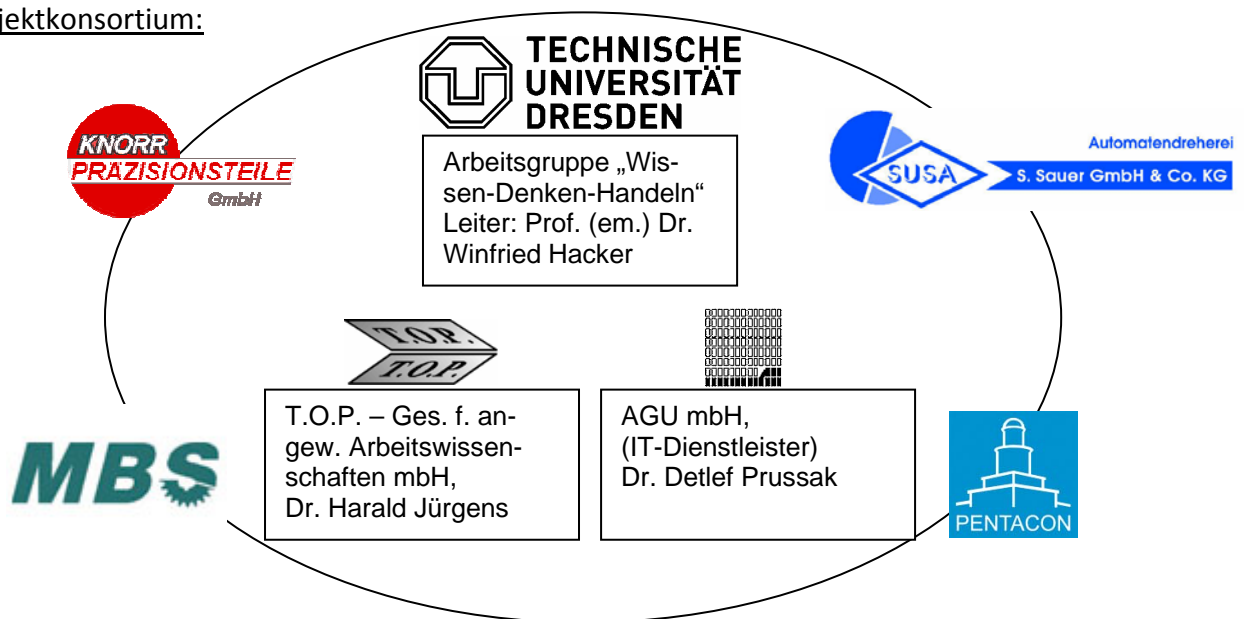 jektkonsortium:
TECHNISCHE
UNIVERSITÄT
DRESDEN
KNORR
PRÄZISIONSTEILE
GmbH
Automatendreherei
SUSA
S. Sauer GmbH & Co. KG
Arbeitsgruppe „Wis-
sen-Denken-Handeln“
Leiter: Prof. (em.) Dr.
Winfried Hacker
T.O.P.
T.O.P.
T.O.P. – Ges. f. an-
gew. Arbeitswissen-
schaften mbH,
Dr. Harald Jürgens
AGU mbH,
(IT-Dienstleister)
Dr. Detlef Prussak
MBS
PENTACON